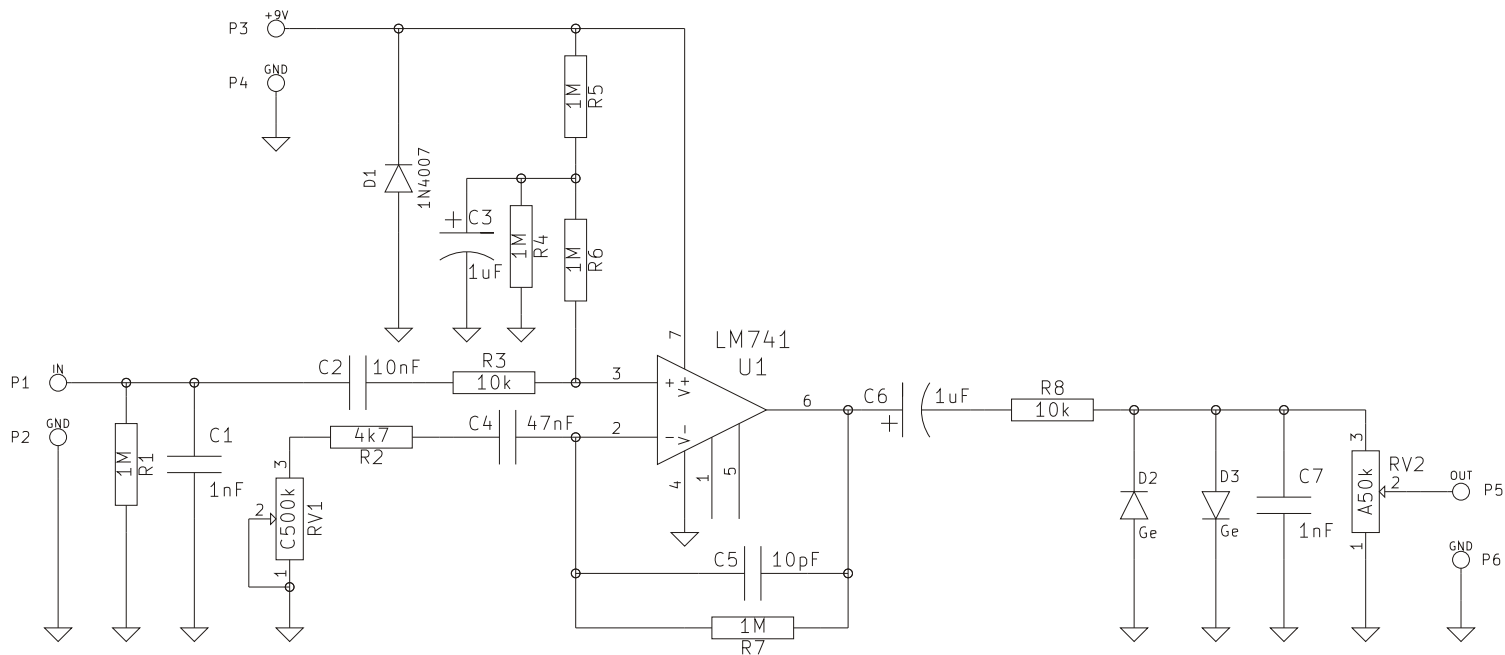 +9V
P3
GND
P4
1M
R5
D1
1N4007
+
C3
1uF
1M
R4
1M
R6
7
LM741
U1
IN
P1
C2
10nF
R3
10k
3
+
V+
6
C6
+
1uF
R8
10k
GND
P2
1M
R1
C1
1nF
3
4k7
R2
C4
47nF
2
-
V-
4
1
5
2
C500k
RV1
1
C5
10pF
1M
R7
D2
Ge
D3
Ge
C7
1nF
3
RV2
2
A50k
1
OUT
P5
GND
P6